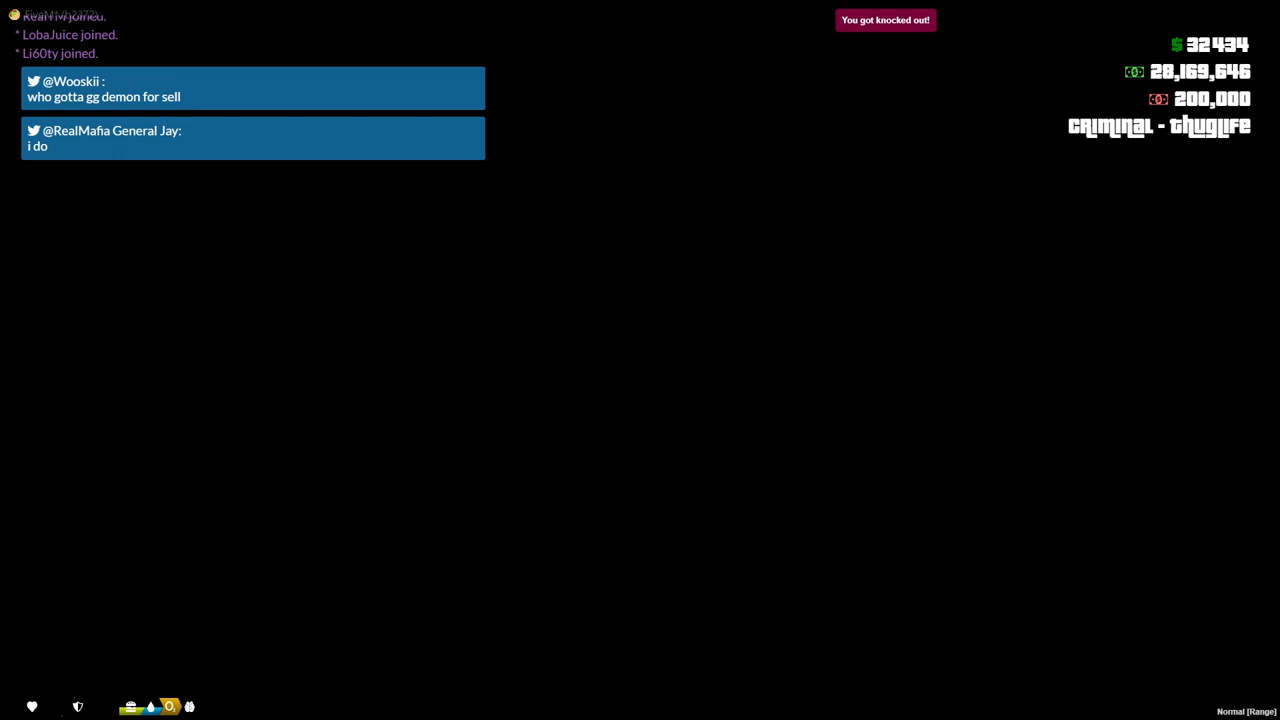 * LobaJuice joined.
* Li60ty joined.
@Wooskii :
who gotta gg demon for sell
@RealMafia General Jay:
i do
You got knocked out!
$ 32434
28,169,646
200,000
Criminal - Thuglife
O₂
Normal [Range]